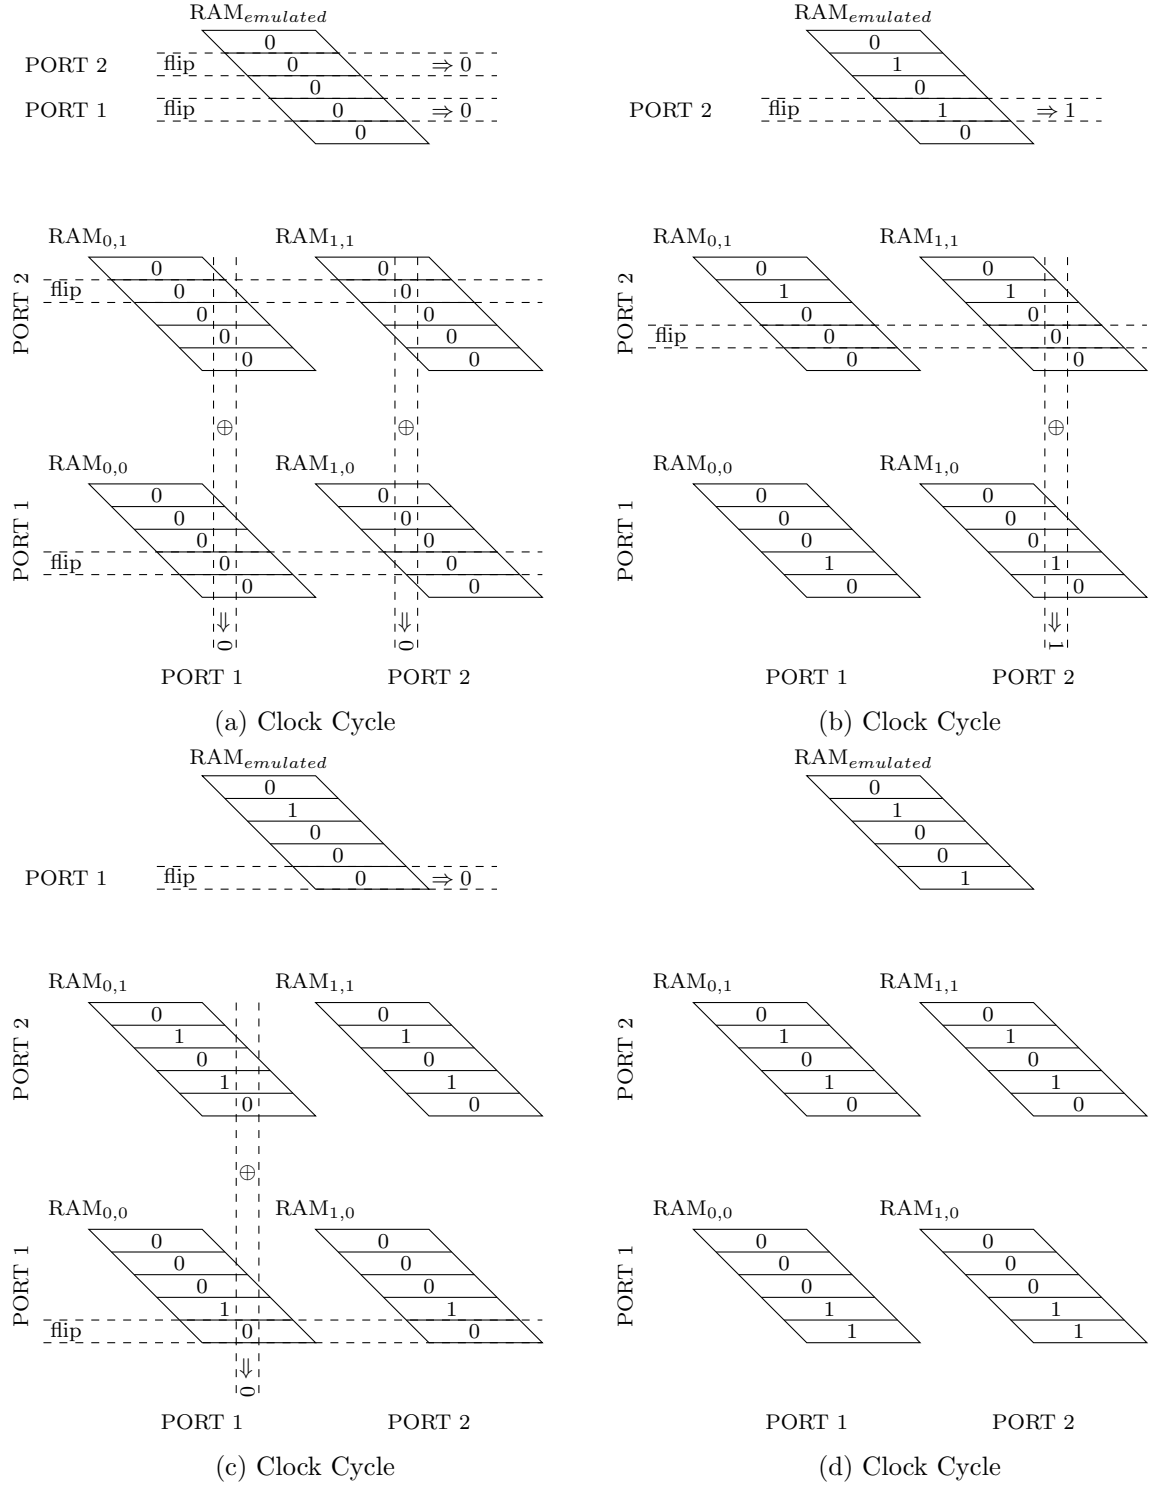 RAM_emulated
0
PORT 2 flip 0 ⇒ 0
0
PORT 1 flip 0 ⇒ 0
0
RAM_0,1 RAM_1,1
PORT 2
0 0
flip 0 0
0 0
0 0
0 0
⊕ ⊕
RAM_0,0 RAM_1,0
PORT 1
0 0
0 0
0 0
flip 0 0
0 0
⇒ 0 ⇒ 0
PORT 1 PORT 2
(a) Clock Cycle
RAM_emulated
0
1
0
PORT 2 flip 1 ⇒ 1
0
RAM_0,1 RAM_1,1
PORT 2
0 0
1 1
0 0
flip 0 0
0 0
⊕
RAM_0,0 RAM_1,0
PORT 1
0 0
0 0
0 0
1 1
0 0
⇒ 1
PORT 1 PORT 2
(b) Clock Cycle
RAM_emulated
0
1
0
0
PORT 1 flip 0 ⇒ 0
RAM_0,1 RAM_1,1
PORT 2
0 0
1 1
0 0
1 1
0 0
⊕
RAM_0,0 RAM_1,0
PORT 1
0 0
0 0
0 0
1 1
flip 0 0
⇒ 0
PORT 1 PORT 2
(c) Clock Cycle
RAM_emulated
0
1
0
0
1
RAM_0,1 RAM_1,1
PORT 2
0 0
1 1
0 0
1 1
0 0
RAM_0,0 RAM_1,0
PORT 1
0 0
0 0
0 0
1 1
1 1
PORT 1 PORT 2
(d) Clock Cycle